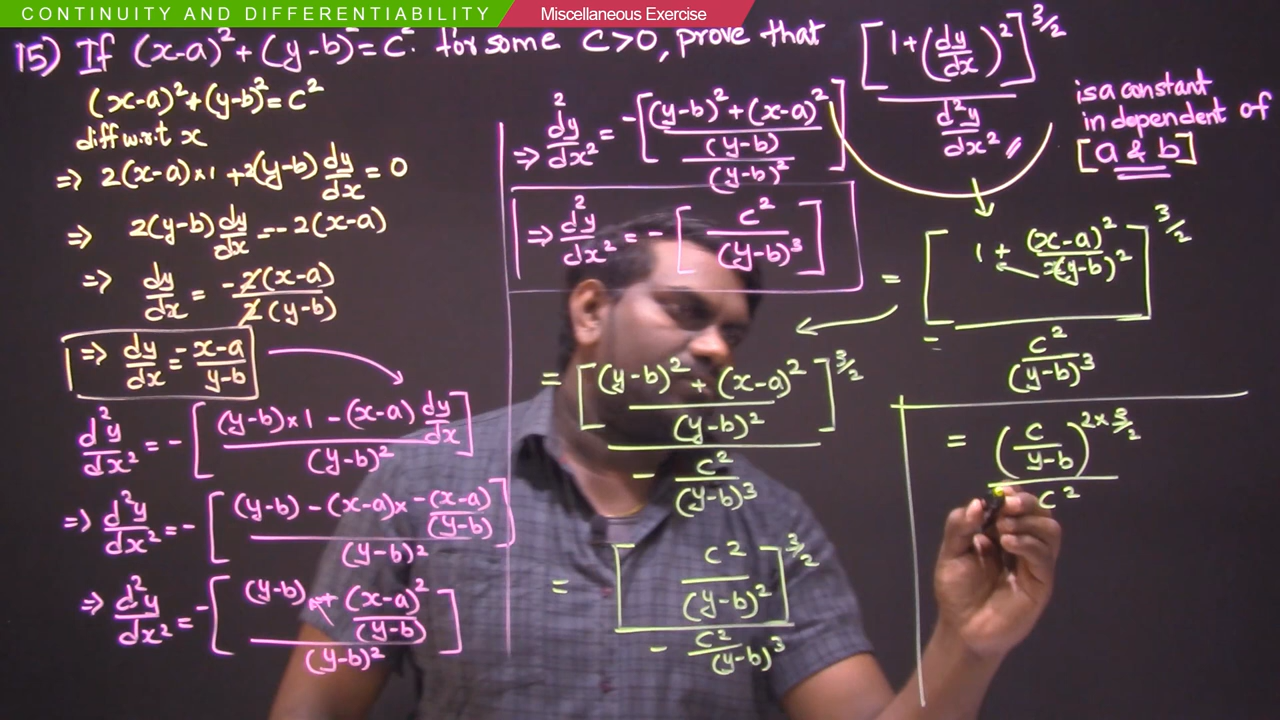 CONTINUITY AND DIFFERENTIABILITY
Miscellaneous Exercise
15) If (x-a)² + (y-b)² = C². for some C>0, prove that [1+(dy/dx)²]^3/2 / d²y/dx²
is a constant
in dependent of
[a & b]
(x-a)²+(y-b)² = C²
diff w.r.t x
⇒ 2(x-a)×1 + 2(y-b) dy/dx = 0
⇒ 2(y-b) dy/dx = -2(x-a)
⇒ dy/dx = -2(x-a) / 2(y-b)
⇒ dy/dx = - x-a / y-b
d²y/dx² = - [ (y-b)×1 - (x-a) dy/dx / (y-b)² ]
⇒ d²y/dx² = - [ (y-b) - (x-a)× -(x-a)/(y-b) / (y-b)² ]
⇒ d²y/dx² = - [ (y-b) + (x-a)²/(y-b) / (y-b)² ]
⇒ d²y/dx² = - [ (y-b)² + (x-a)² / (y-b) / (y-b)² ]
⇒ d²y/dx² = - [ C² / (y-b)³ ]
= [ 1 + (x-a)²/(y-b)² ]^3/2 / - C²/(y-b)³
= [ (y-b)² + (x-a)² / (y-b)² ]^3/2 / - C²/(y-b)³
= [ C² / (y-b)² ]^3/2 / - C²/(y-b)³
= ( C / y-b )^2×3/2 / C²